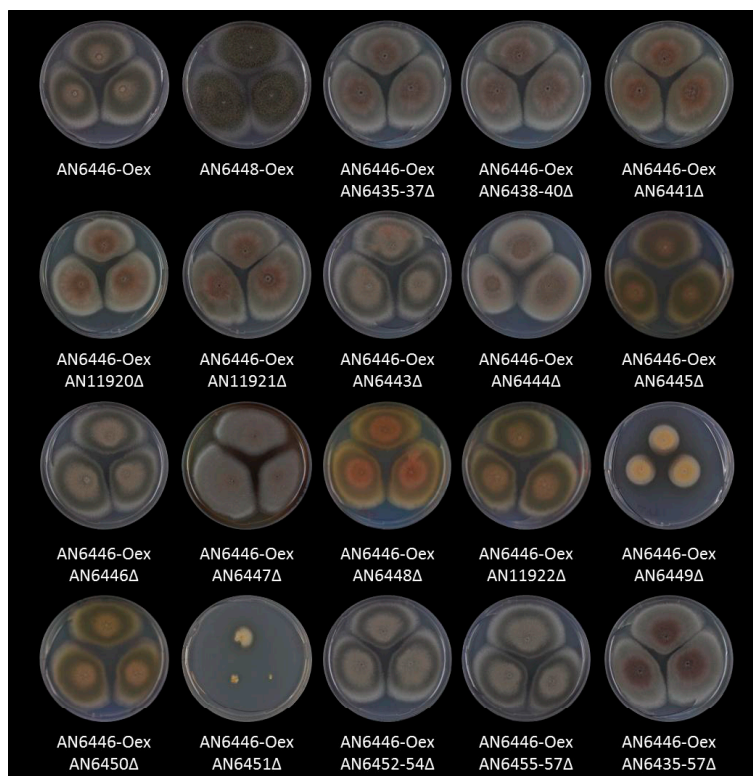 AN6446-Oex
AN6448-Oex
AN6446-Oex
AN6435-37Δ
AN6446-Oex
AN6438-40Δ
AN6446-Oex
AN6441Δ
AN6446-Oex
AN11920Δ
AN6446-Oex
AN11921Δ
AN6446-Oex
AN6443Δ
AN6446-Oex
AN6444Δ
AN6446-Oex
AN6445Δ
AN6446-Oex
AN6446Δ
AN6446-Oex
AN6447Δ
AN6446-Oex
AN6448Δ
AN6446-Oex
AN11922Δ
AN6446-Oex
AN6449Δ
AN6446-Oex
AN6450Δ
AN6446-Oex
AN6451Δ
AN6446-Oex
AN6452-54Δ
AN6446-Oex
AN6455-57Δ
AN6446-Oex
AN6435-57Δ